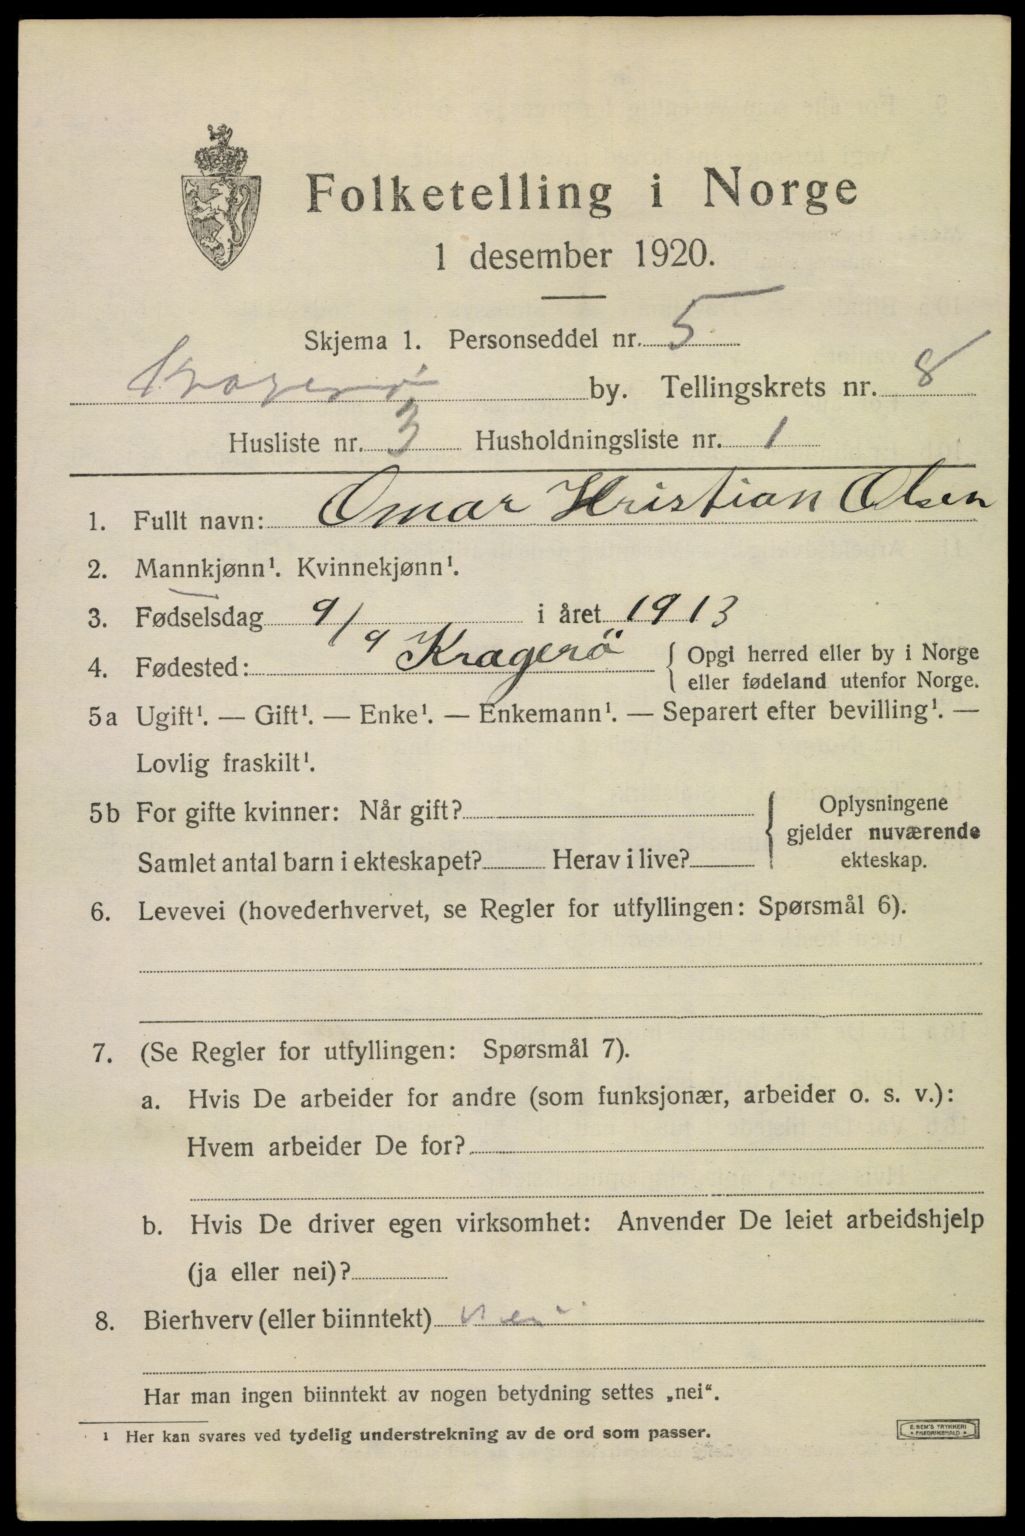 Folketelling i Norge
1 desember 1920.
Skjema 1. Personseddel nr. 5
Kragerø by. Tellingskrets nr. 8
Husliste nr. 3 Husholdningsliste nr. 1
1. Fullt navn: Omar Kristian Olsen
2. Mannkjønn¹. Kvinnekjønn¹.
3. Fødselsdag 9/9 i året 1913
4. Fødested: Kragerö { Opgi herred eller by i Norge
eller fødeland utenfor Norge.
5a Ugift¹. — Gift¹. — Enke¹. — Enkemann¹. — Separert efter bevilling¹. —
Lovlig fraskilt¹.
5b For gifte kvinner: Når gift? { Oplysningene
gjelder nuværende
Samlet antal barn i ekteskapet? Herav i live? ekteskap.
6. Levevei (hovederhvervet, se Regler for utfyllingen: Spørsmål 6).
7. (Se Regler for utfyllingen: Spørsmål 7).
a. Hvis De arbeider for andre (som funksjonær, arbeider o. s. v.):
Hvem arbeider De for?
b. Hvis De driver egen virksomhet: Anvender De leiet arbeidshjelp
(ja eller nei)?
8. Bierhverv (eller biinntekt) nei
Har man ingen biinntekt av nogen betydning settes „nei“.
¹ Her kan svares ved tydelig understrekning av de ord som passer.
E. SEM'S TRYKKERI
FREDRIKSHALD